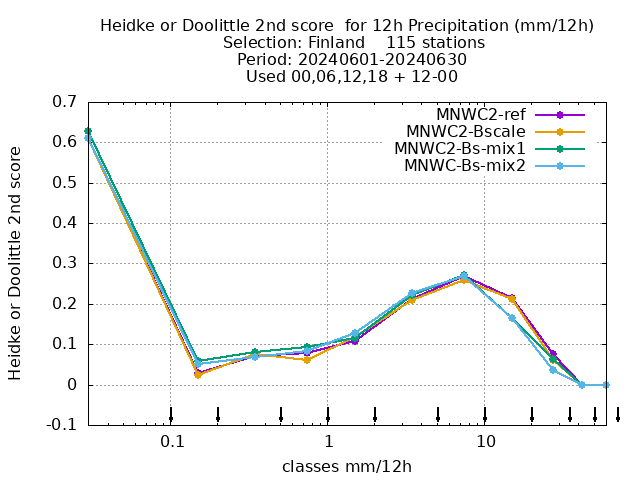 Heidke or Doolittle 2nd score  for 12h Precipitation (mm/12h)
Selection: Finland    115 stations
Period: 20240601-20240630
Used 00,06,12,18 + 12-00
MNWC2-ref
MNWC2-Bscale
MNWC2-Bs-mix1
MNWC-Bs-mix2
Heidke or Doolittle 2nd score
0.7
0.6
0.5
0.4
0.3
0.2
0.1
0
-0.1
0.1 1 10
classes mm/12h